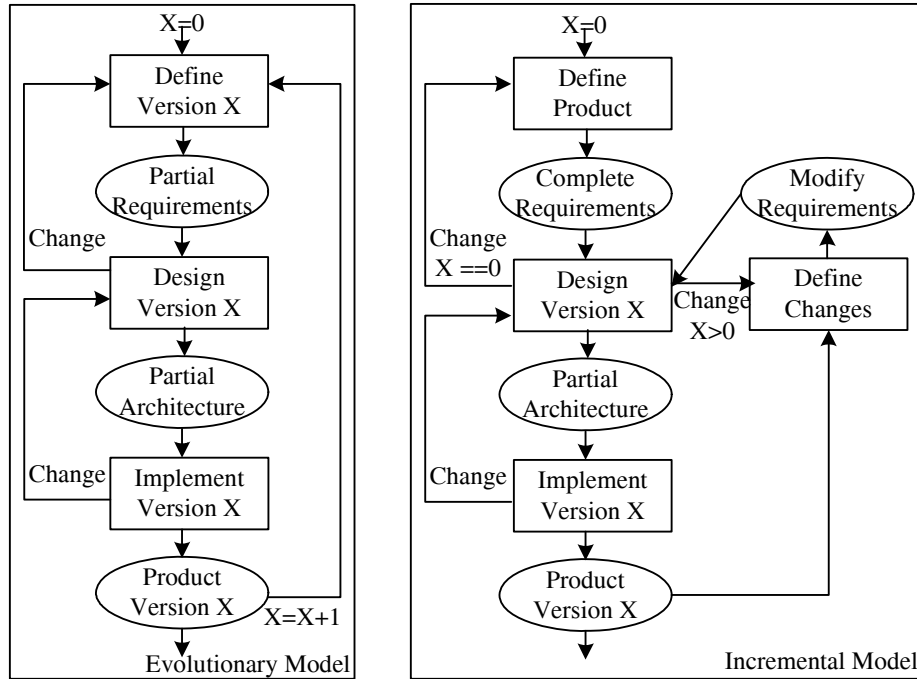 X=0
Define
Version X
Partial
Requirements
Change
Design
Version X
Partial
Architecture
Change
Implement
Version X
Product
Version X
X=X+1
Evolutionary Model
X=0
Define
Product
Complete
Requirements
Modify
Requirements
Change
X ==0
Design
Version X
Change
X>0
Define
Changes
Partial
Architecture
Change
Implement
Version X
Product
Version X
Incremental Model